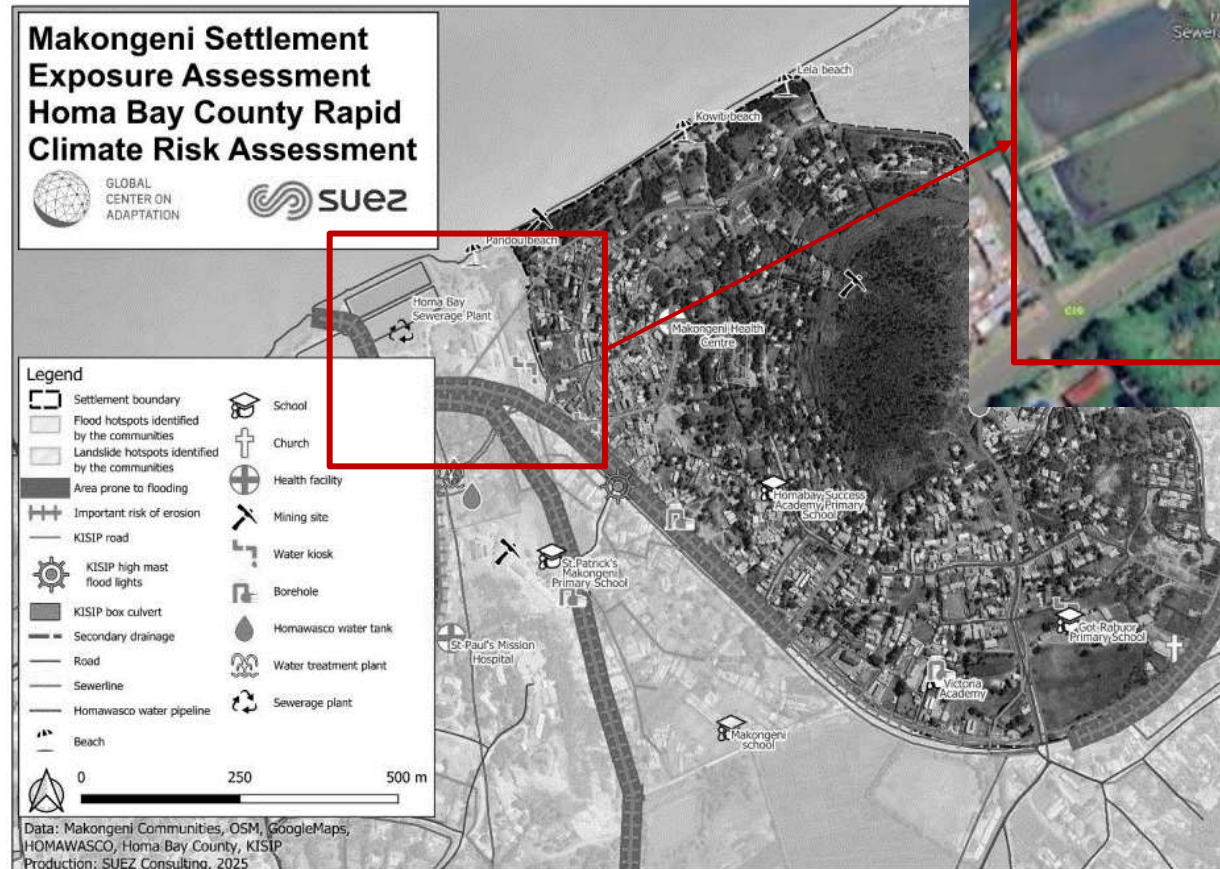 Makongeni Settlement
Exposure Assessment
Homa Bay County Rapid
Climate Risk Assessment
GLOBAL
CENTER ON
ADAPTATION
suez
Lela beach
Kowiti beach
Pandoulbeach
Homa Bay
Sewerage Plant
Makongeni Health
Centre
Homabay Success
Academy Primary
School
St.Patrick's
Makongeni
Primary School
St-Paul's Mission
Hospital
Got-Rabuor
Primary School
Victoria
Academy
Makongeni
school
Legend
Settlement boundary
Flood hotspots identified
by the communities
Landslide hotspots identified
by the communities
Area prone to flooding
Important risk of erosion
KISIP road
KISIP high mast
flood lights
KISIP box culvert
Secondary drainage
Road
Sewerline
Homawasco water pipeline
Beach
School
Church
Health facility
Mining site
Water kiosk
Borehole
Homawasco water tank
Water treatment plant
Sewerage plant
0 250 500 m
Data: Makongeni Communities, OSM, GoogleMaps,
HOMAWASCO, Homa Bay County, KISIP
Production: SUEZ Consulting, 2025